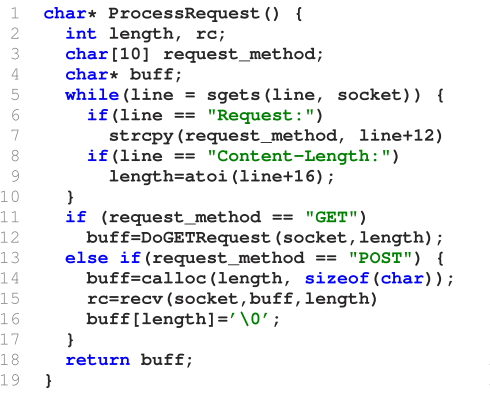 1 char* ProcessRequest() {
2 int length, rc;
3 char[10] request_method;
4 char* buff;
5 while(line = sgets(line, socket)) {
6 if(line == "Request:")
7 strcpy(request_method, line+12)
8 if(line == "Content-Length:")
9 length=atoi(line+16);
10 }
11 if (request_method == "GET")
12 buff=DoGETRequest(socket,length);
13 else if(request_method == "POST") {
14 buff=calloc(length, sizeof(char));
15 rc=recv(socket,buff,length)
16 buff[length]='\0';
17 }
18 return buff;
19 }